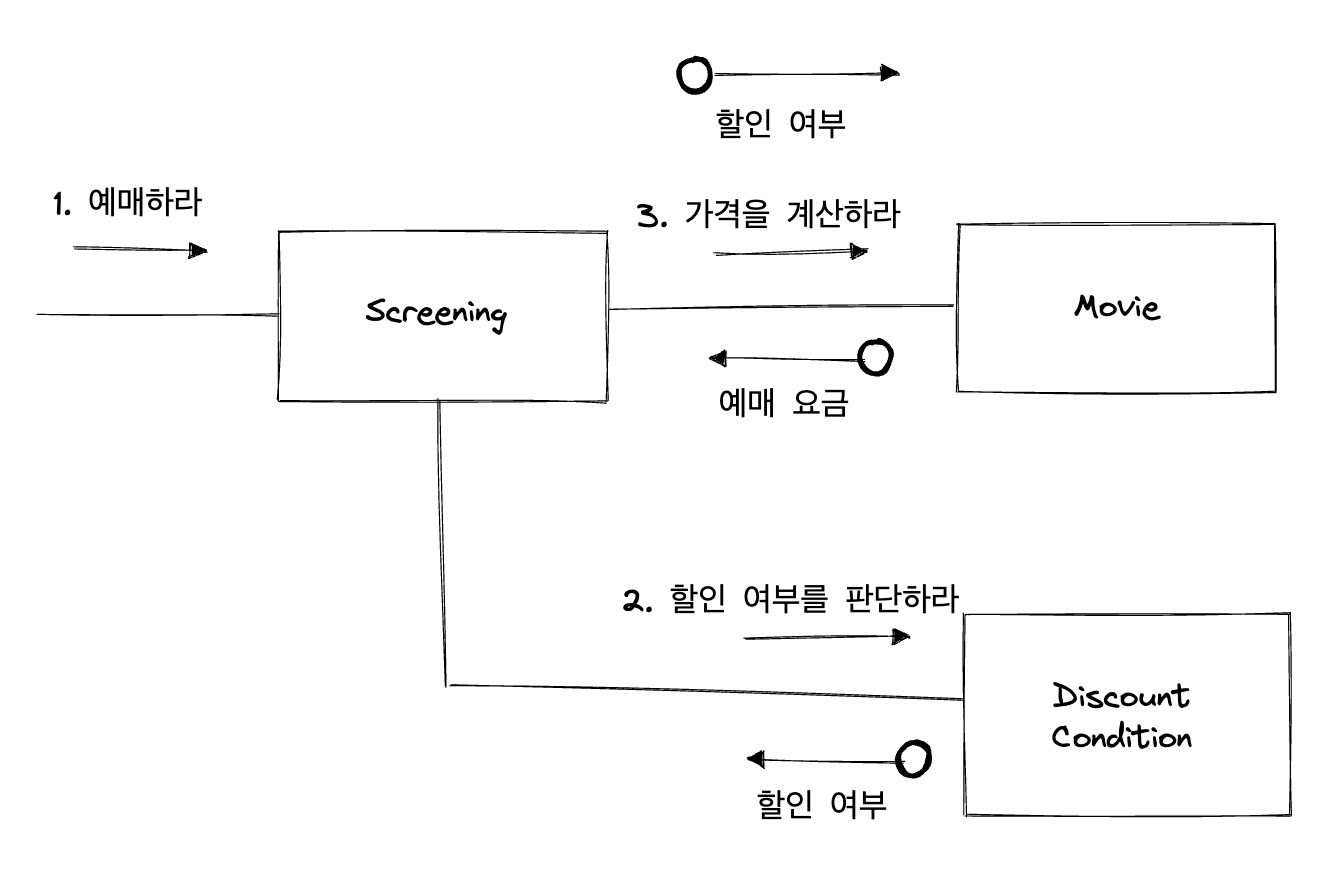 할인 여부
1. 예매하라
3. 가격을 계산하라
Screening
Movie
예매 요금
2. 할인 여부를 판단하라
Discount
Condition
할인 여부